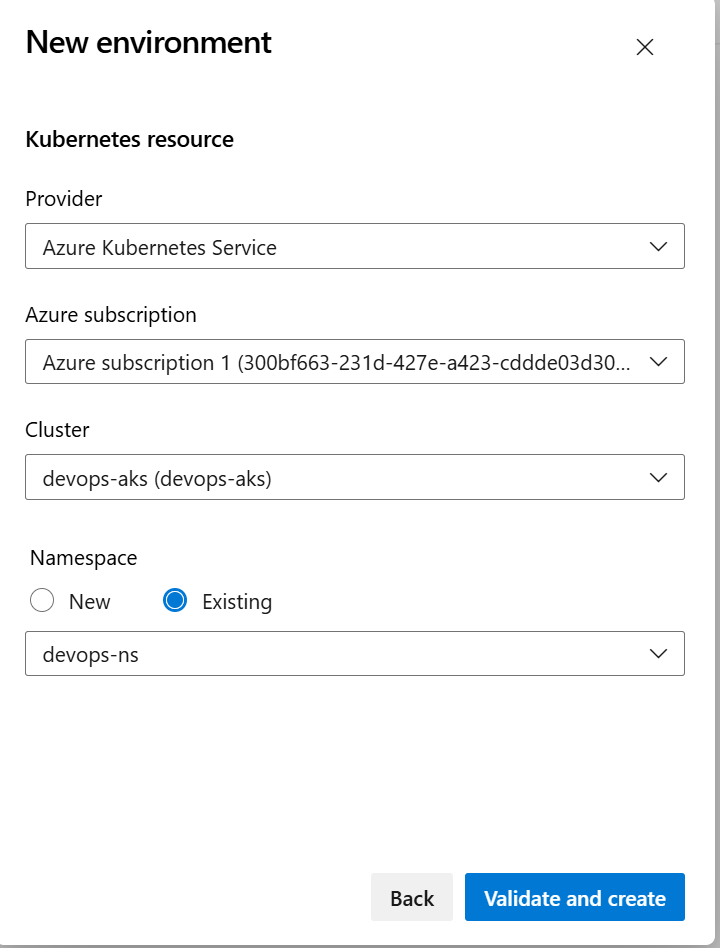 New environment
Kubernetes resource
Provider
Azure Kubernetes Service
Azure subscription
Azure subscription 1 (300bf663-231d-427e-a423-cddde03d30...
Cluster
devops-aks (devops-aks)
Namespace
New Existing
devops-ns
Back Validate and create